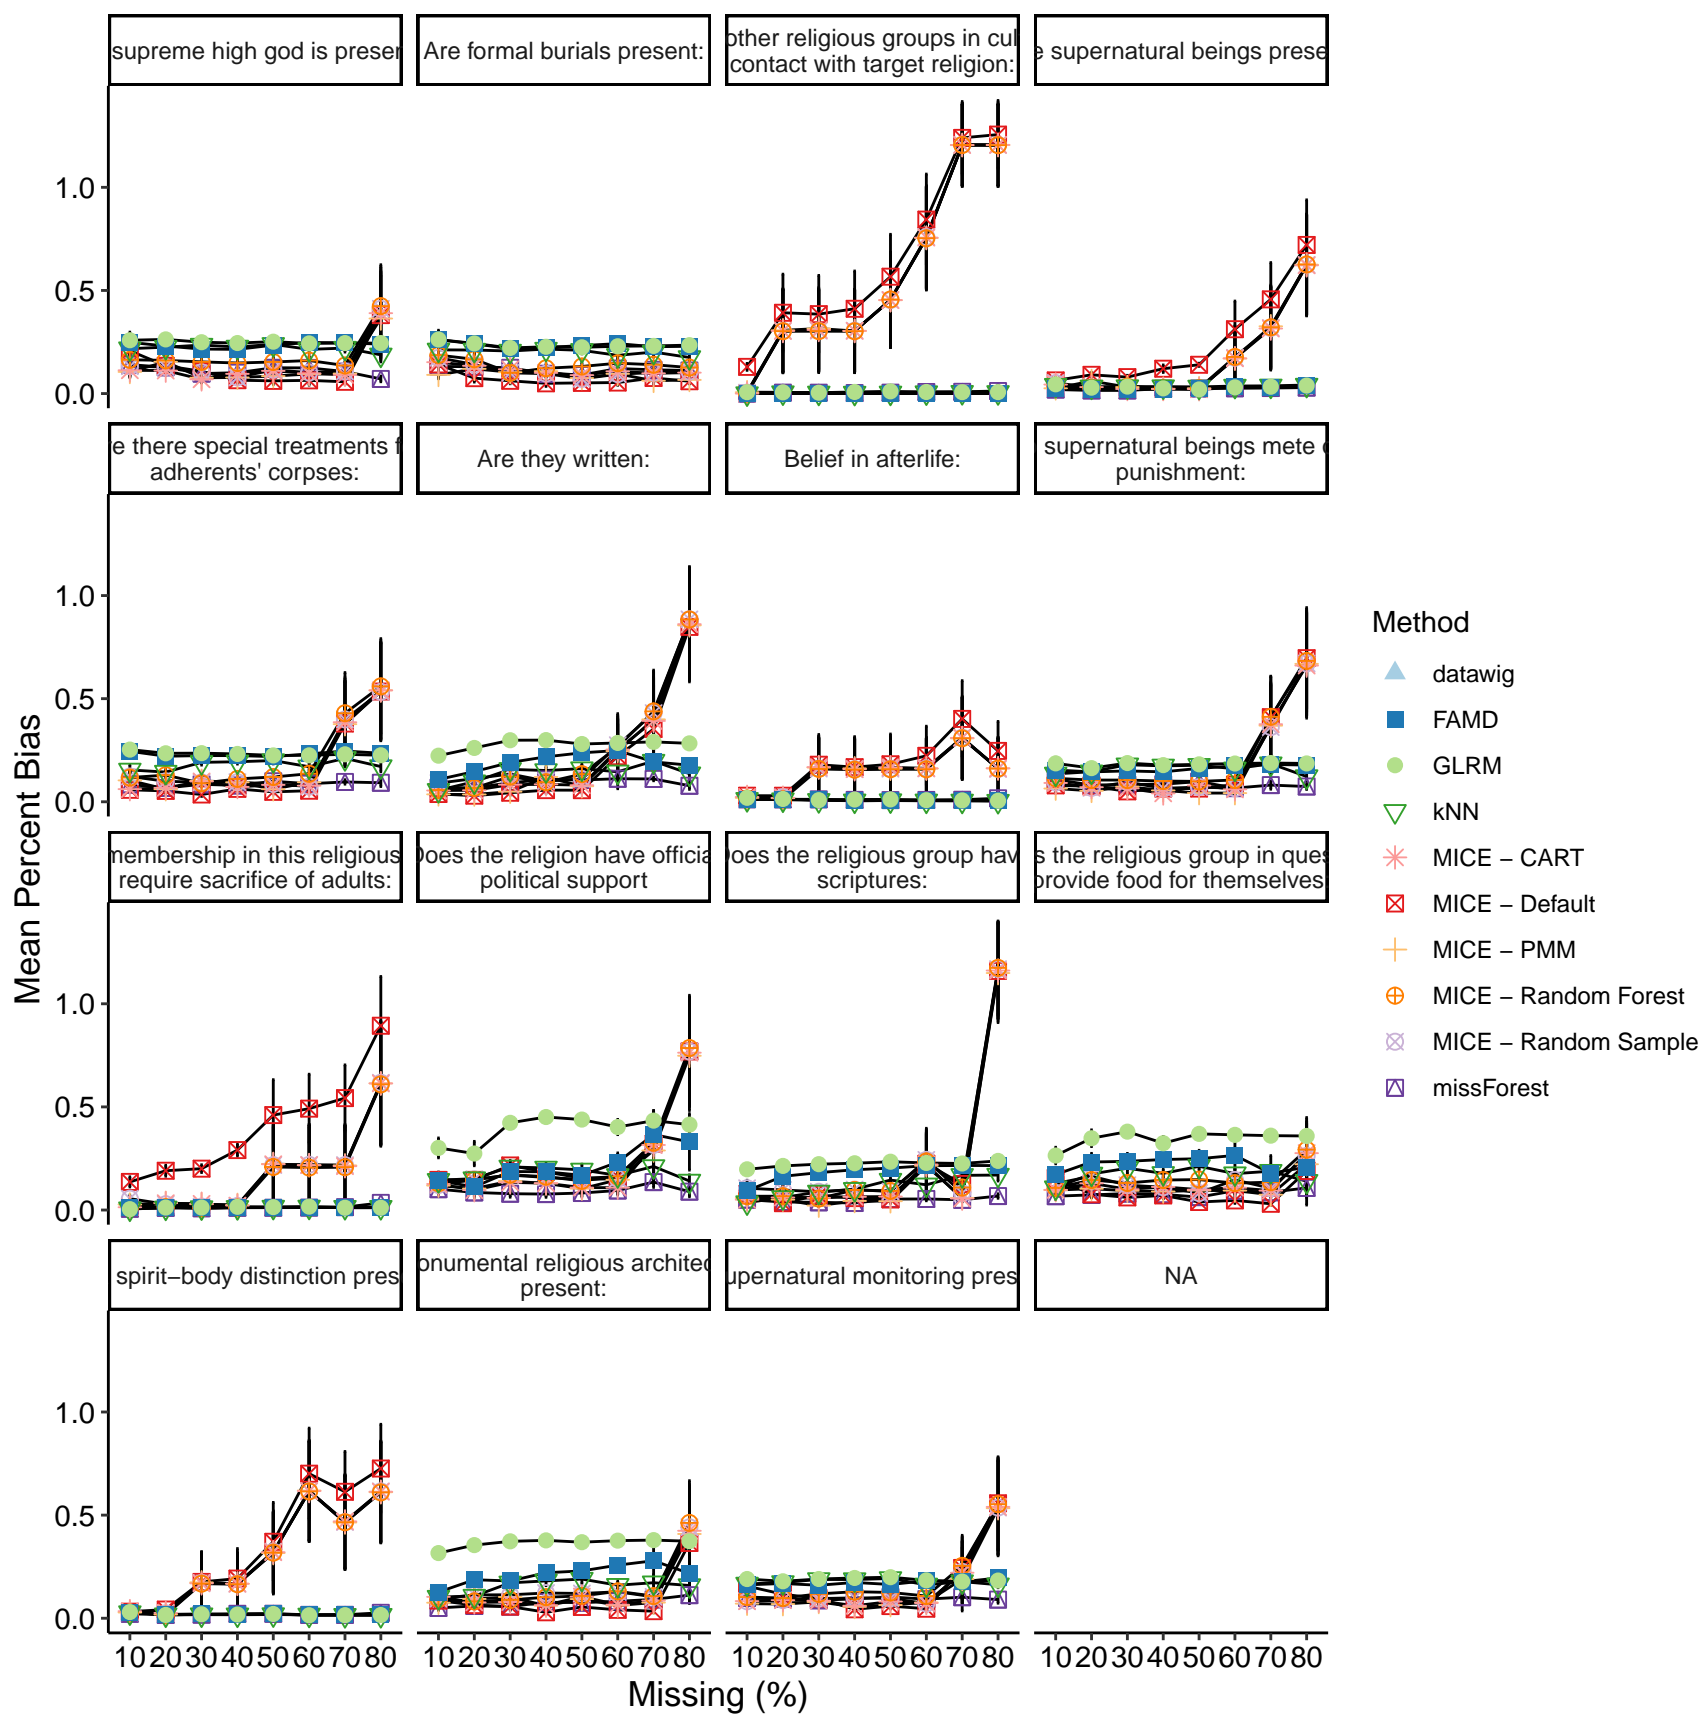 supreme high god is presen
Are formal burials present:
other religious groups in cul
contact with target religion:
e supernatural beings prese
1.0
0.5
0.0
e there special treatments f
adherents' corpses:
Are they written:
Belief in afterlife:
supernatural beings mete o
punishment:
1.0
0.5
0.0
membership in this religious
require sacrifice of adults:
Does the religion have officia
political support
Does the religious group hav
scriptures:
s the religious group in ques
provide food for themselves
1.0
0.5
0.0
spirit−body distinction pres
onumental religious architec
present:
upernatural monitoring pres
NA
1.0
0.5
0.0
10 20 30 40 50 60 70 80
10 20 30 40 50 60 70 80
10 20 30 40 50 60 70 80
10 20 30 40 50 60 70 80
Missing (%)
Mean Percent Bias
Method
datawig
FAMD
GLRM
kNN
MICE − CART
MICE − Default
MICE − PMM
MICE − Random Forest
MICE − Random Sample
missForest